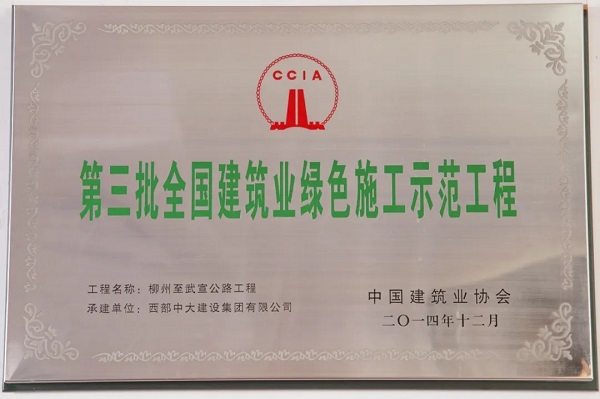 CCIA
第三批全国建筑业绿色施工示范工程
工程名称：柳州至武宣公路工程
承建单位：西部中大建设集团有限公司
中国建筑业协会
二〇一四年十二月